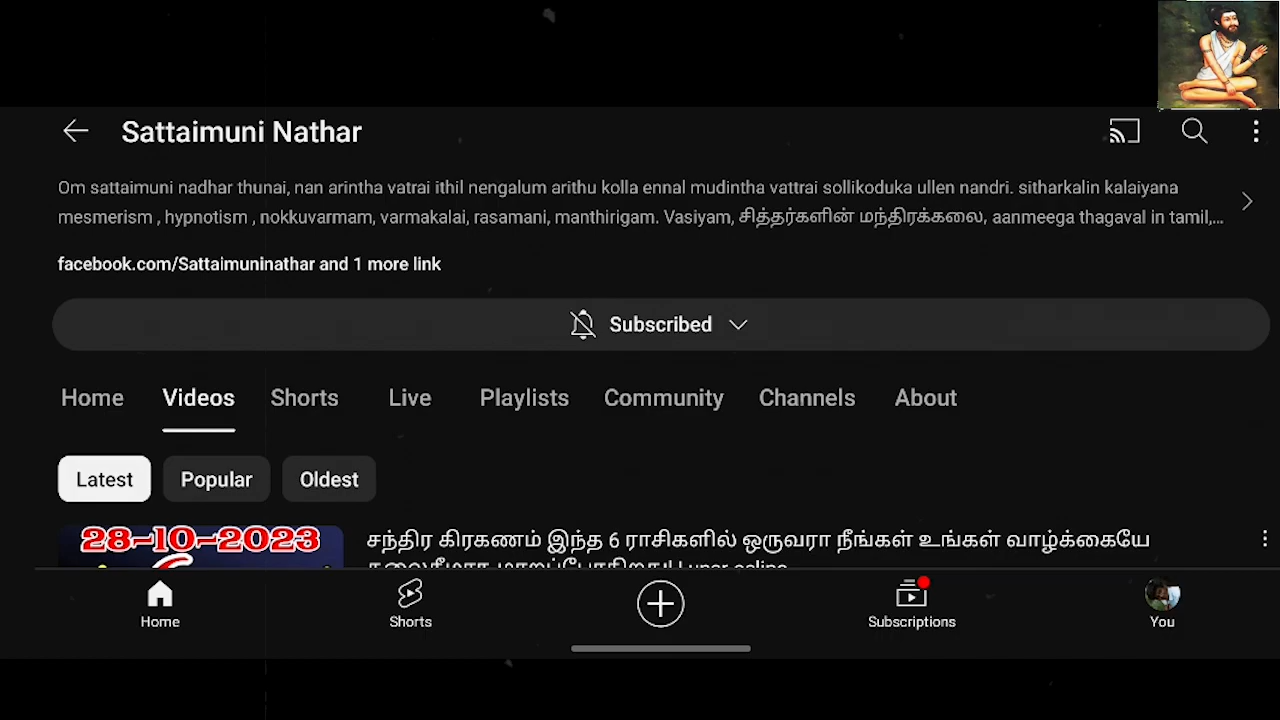 Sattaimuni Nathar
Om sattaimuni nadhar thunai, nan arintha vatrai ithil nengalum arithu kolla ennal mudintha vattrai sollikoduka ullen nandri. sitharkalin kalaiyana
mesmerism , hypnotism , nokkuvarmam, varmakalai, rasamani, manthirigam. Vasiyam, சித்தர்களின் மந்திரக்கலை, aanmeega thagaval in tamil,...
facebook.com/Sattaimuninathar and 1 more link
Subscribed
Home Videos Shorts Live Playlists Community Channels About
Latest Popular Oldest
28-10-2023
சந்திர கிரகணம் இந்த 6 ராசிகளில் ஒருவரா நீங்கள் உங்கள் வாழ்க்கையே
Home Shorts Subscriptions You